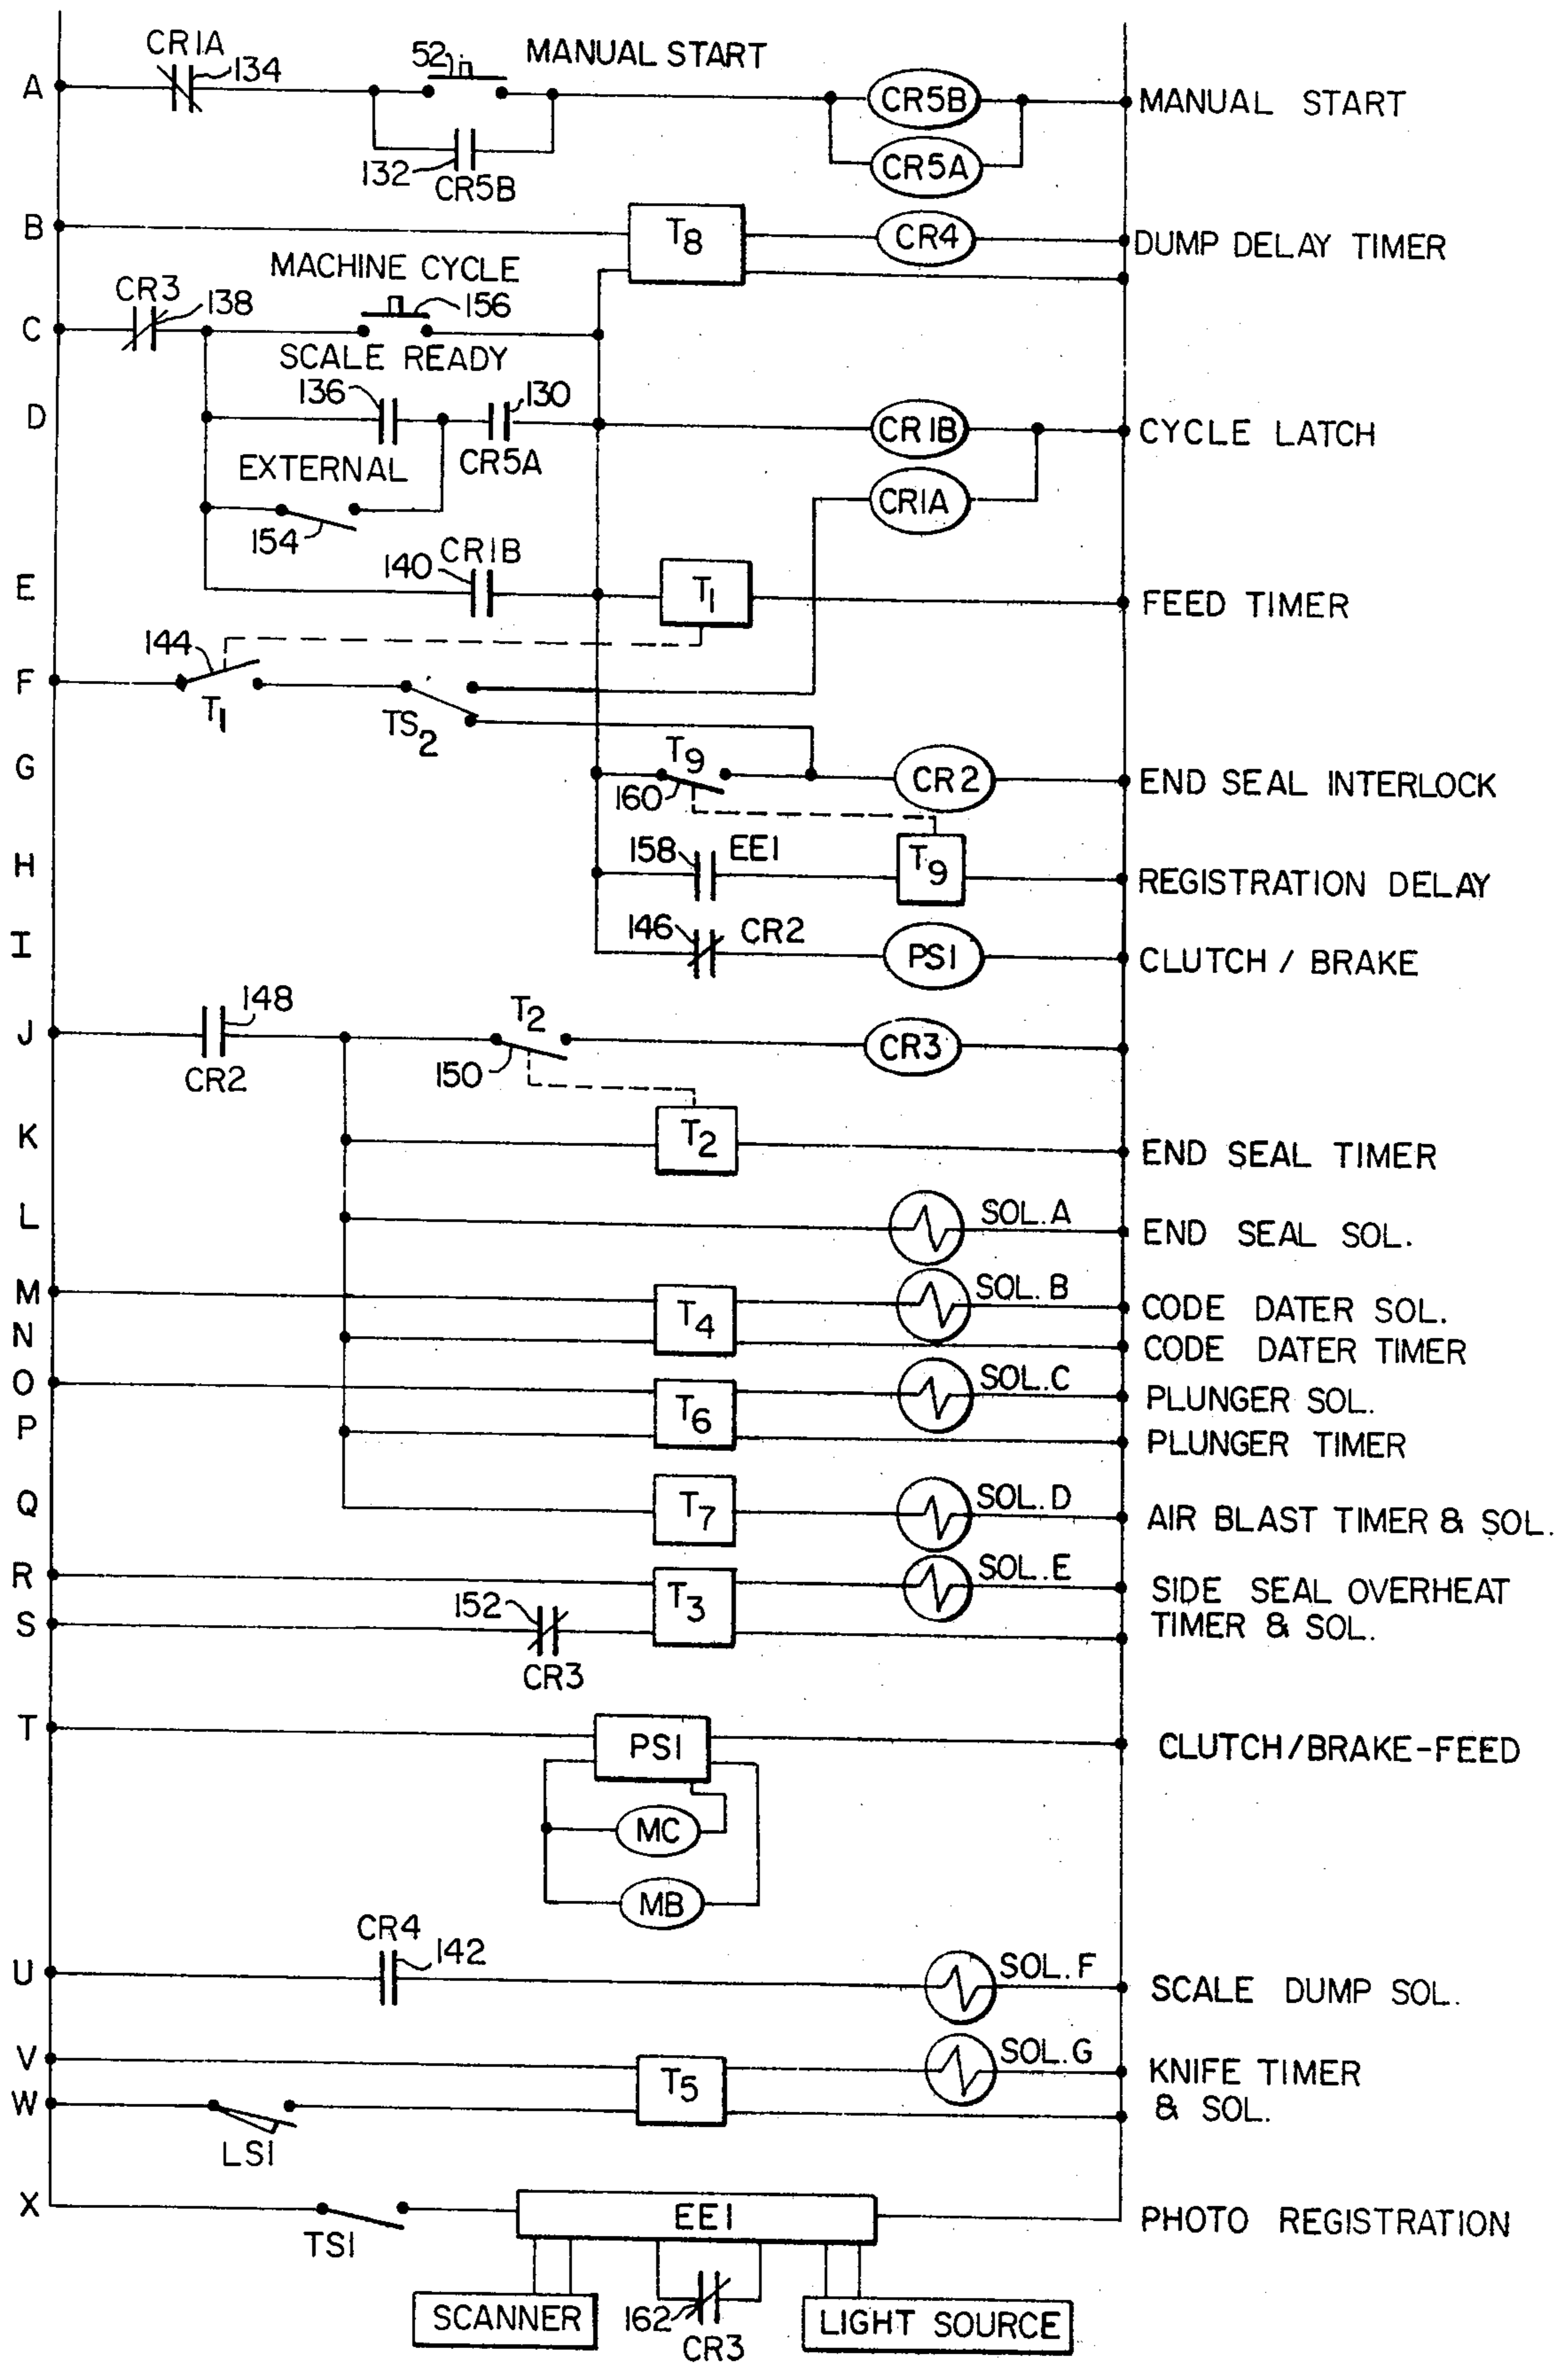 CR1A
134
52
MANUAL START
A
CR5B
MANUAL START
132
CR5B
CR5A
B
T8
CR4
DUMP DELAY TIMER
MACHINE CYCLE
CR3
138
156
C
SCALE READY
136
130
D
CR1B
CYCLE LATCH
EXTERNAL
CR5A
CR1A
154
CR1B
140
E
T1
FEED TIMER
144
F
T1
TS2
G
T9
CR2
END SEAL INTERLOCK
160
H
158
EE1
T9
REGISTRATION DELAY
I
146
CR2
PS1
CLUTCH / BRAKE
148
T2
J
CR3
CR2
150
K
T2
END SEAL TIMER
L
SOL.A
END SEAL SOL.
M
SOL. B
CODE DATER SOL.
T4
N
CODE DATER TIMER
O
SOL.C
PLUNGER SOL.
T6
P
PLUNGER TIMER
Q
T7
SOL.D
AIR BLAST TIMER & SOL.
R
SOL.E
SIDE SEAL OVERHEAT
TIMER & SOL.
T3
S
152
CR3
T
PS1
CLUTCH/BRAKE-FEED
MC
MB
CR4
142
U
SOL.F
SCALE DUMP SOL.
V
SOL.G
KNIFE TIMER
& SOL.
T5
W
LS1
X
TS1
EE1
PHOTO REGISTRATION
SCANNER
162
CR3
LIGHT SOURCE